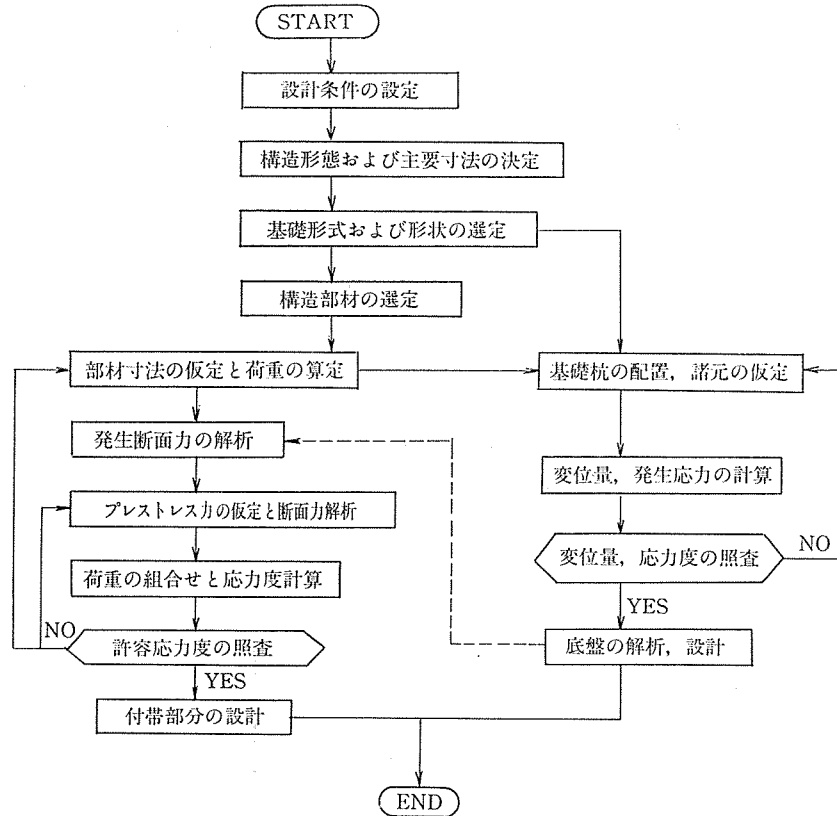 START
設計条件の設定
構造形態および主要寸法の決定
基礎形式および形状の選定
構造部材の選定
部材寸法の仮定と荷重の算定
基礎杭の配置，諸元の仮定
発生断面力の解析
変位量，発生応力の計算
プレストレス力の仮定と断面力解析
変位量，応力度の照査
NO
荷重の組合せと応力度計算
YES
NO
許容応力度の照査
底盤の解析，設計
YES
付帯部分の設計
END